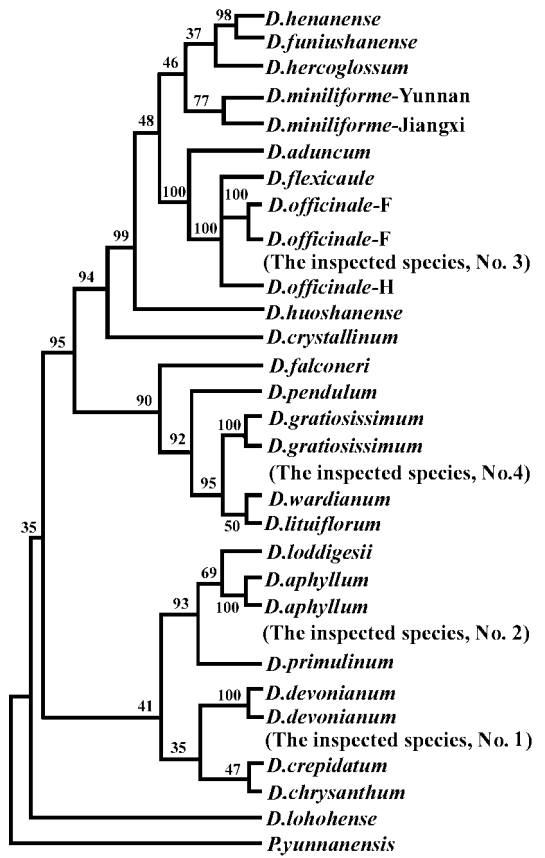 98
D.henanense
37
D.funiushanense
D.hercoglossum
46
D.miniliforme-Yunnan
77
D.miniliforme-Jiangxi
48
D.aduncum
D.flexicaule
100
100
D.officinale-F
100
D.officinale-F
(The inspected species, No. 3)
99
D.officinale-H
94
D.huoshanense
D.crystallinum
95
D.falconeri
90
D.pendulum
D.gratiosissimum
100
D.gratiosissimum
92
(The inspected species, No.4)
95
D.wardianum
50
D.lituiflorum
35
D.loddigesii
69
D.aphyllum
100
D.aphyllum
93
(The inspected species, No. 2)
D.primulinum
D.devonianum
100
D.devonianum
41
(The inspected species, No. 1)
35
D.crepidatum
47
D.chrysanthum
D.lohohense
P.yunnanensis